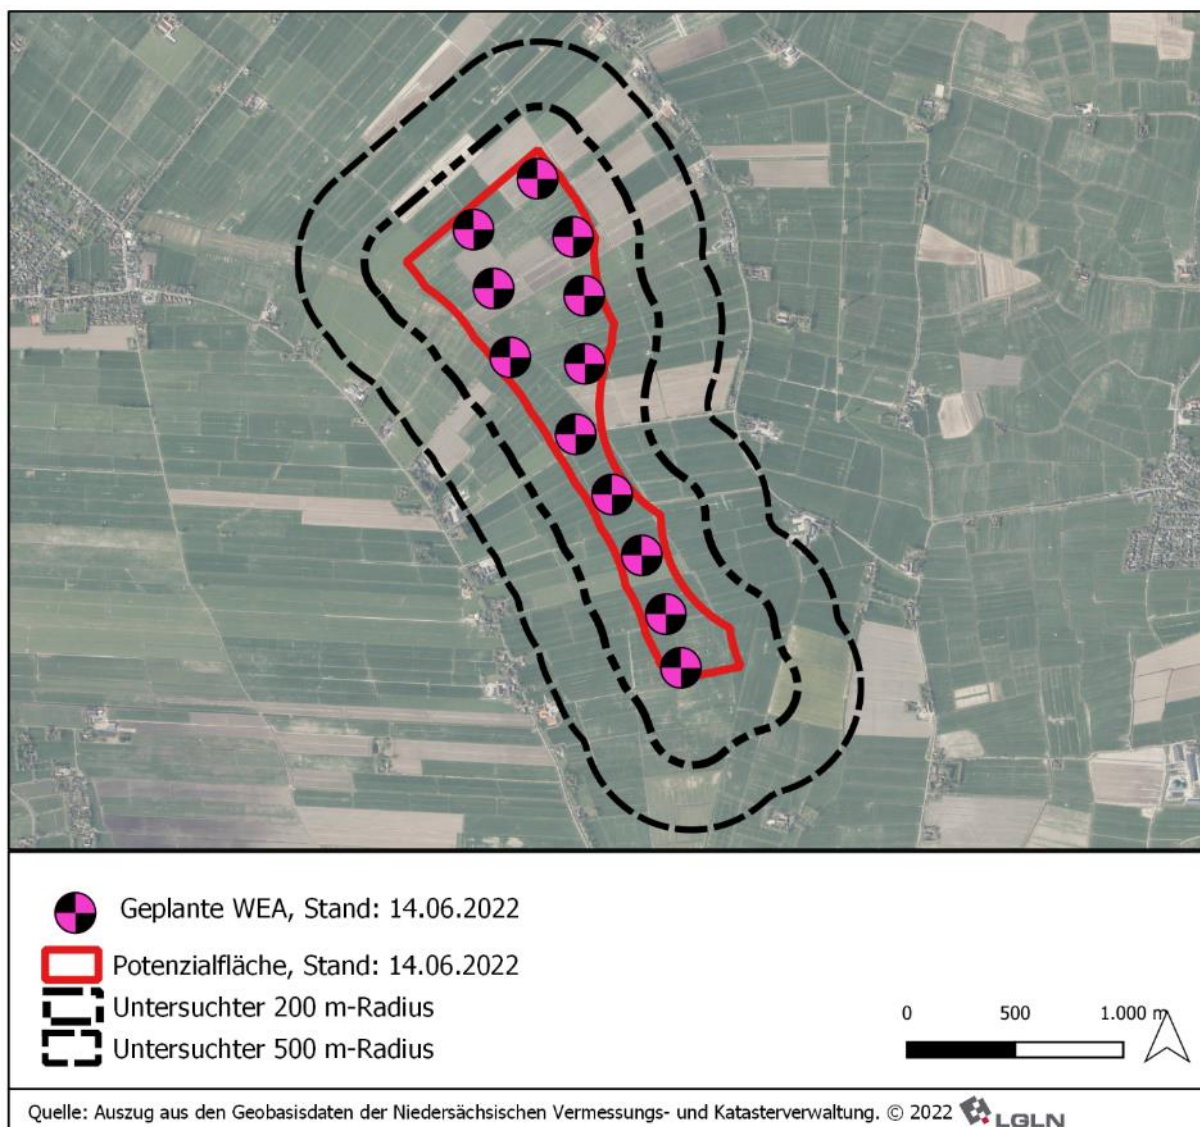 Geplante WEA, Stand: 14.06.2022
Potenzialfläche, Stand: 14.06.2022
Untersuchter 200 m-Radius
Untersuchter 500 m-Radius
0 500 1.000 m
Quelle: Auszug aus den Geobasisdaten der Niedersächsischen Vermessungs- und Katasterverwaltung. © 2022 LGLN